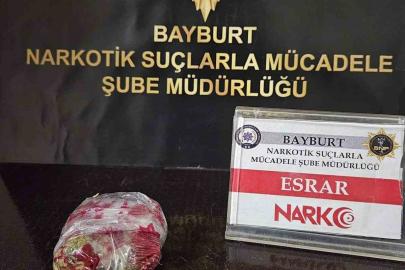 BAYBURT
NARKOTİK SUÇLARLA MÜCADELE
ŞUBE MÜDÜRLÜĞÜ
BAYBURT
NARKOTİK SUÇLARLA
MÜCADELE ŞUBE MÜDÜRLÜĞÜ
ESRAR
NARKO